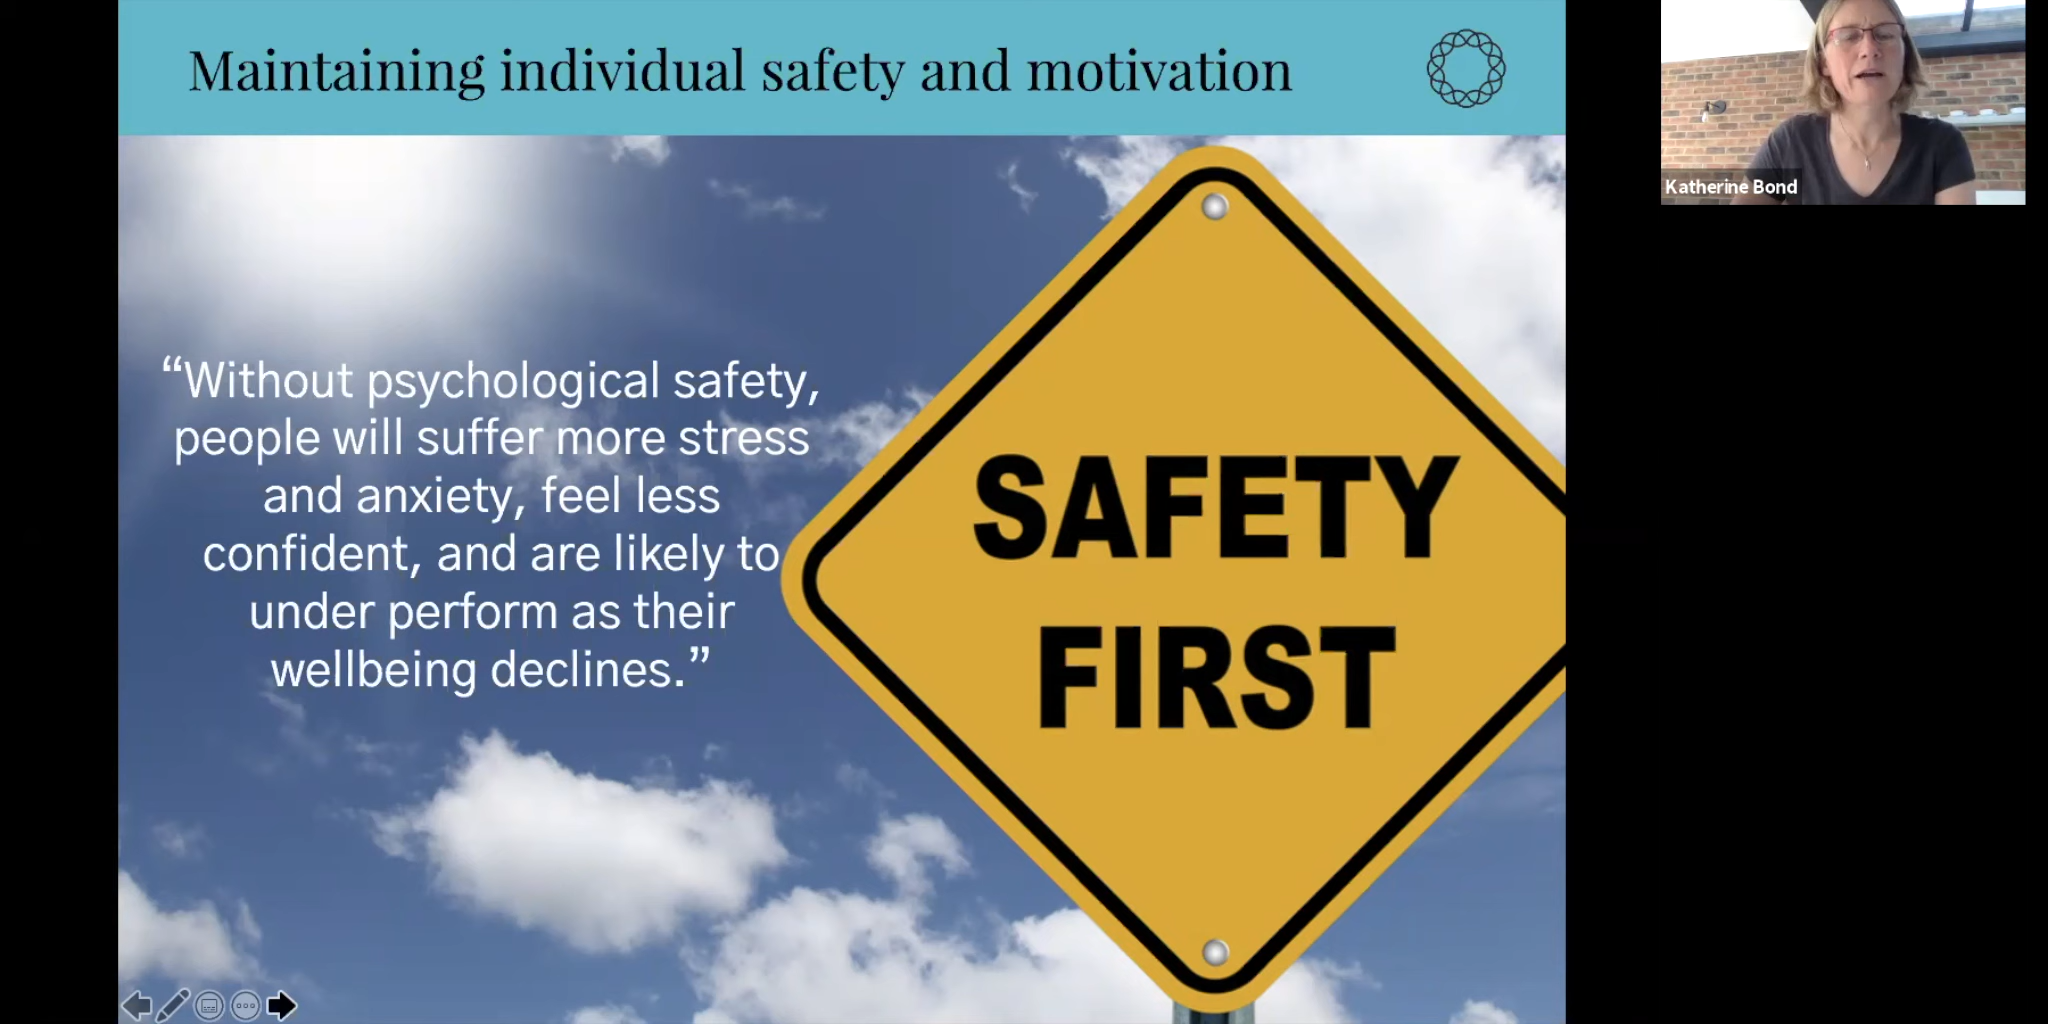 Maintaining individual safety and motivation
“Without psychological safety,
people will suffer more stress
and anxiety, feel less
confident, and are likely to
under perform as their
wellbeing declines.”
SAFETY
FIRST
Katherine Bond